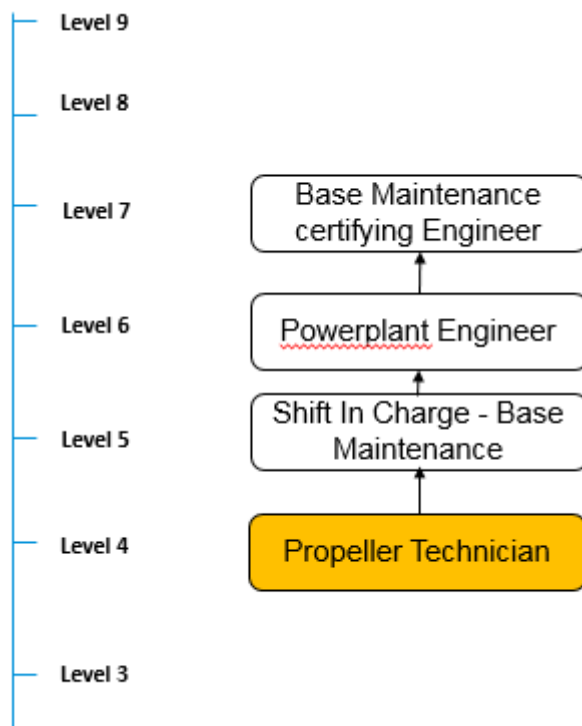 Level 9
Level 8
Level 7
Base Maintenance
certifying Engineer
Level 6
Powerplant Engineer
Shift In Charge - Base
Maintenance
Level 5
Level 4
Propeller Technician
Level 3